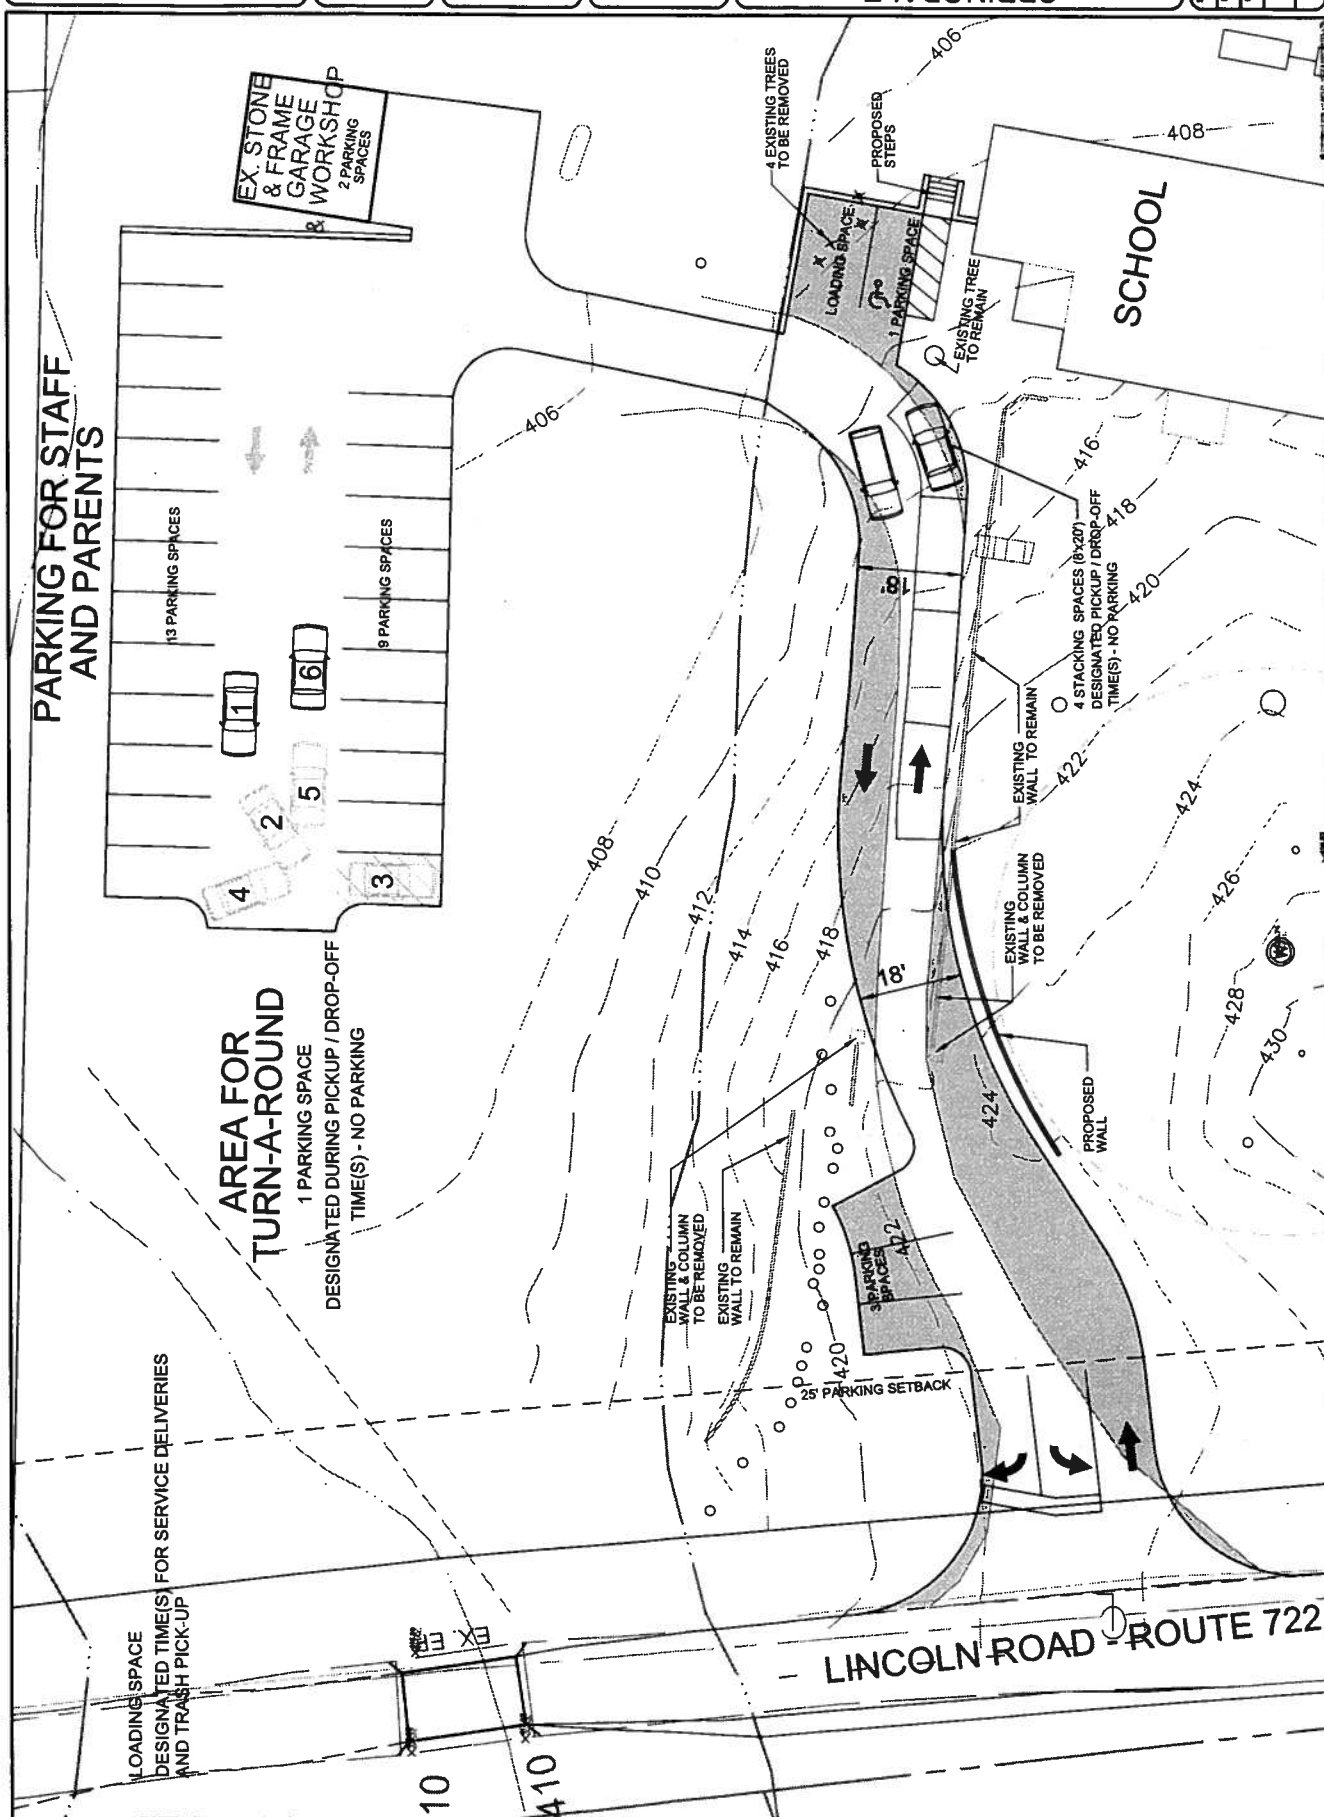 EX. STONE
& FRAME
GARAGE
WORKSHOP
2 PARKING
SPACES
&
PARKING FOR STAFF
AND PARENTS
13 PARKING SPACES
9 PARKING SPACES
1
2
3
4
5
6
AREA FOR
TURN-A-ROUND
1 PARKING SPACE
DESIGNATED DURING PICKUP / DROP-OFF
TIME(S) - NO PARKING
LOADING SPACE
DESIGNATED TIME(S) FOR SERVICE DELIVERIES
AND TRASH PICK-UP
4 EXISTING TREES
TO BE REMOVED
PROPOSED
STEPS
LOADING SPACE
1 PARKING SPACE
EXISTING TREE
TO REMAIN
SCHOOL
406
408
406
416
418
420
422
424
426
428
430
408
410
412
414
416
418
420
422
424
18'
18'
4 STACKING SPACES (8'x20')
DESIGNATED PICKUP / DROP-OFF
TIME(S) - NO PARKING
EXISTING
WALL TO REMAIN
EXISTING
WALL & COLUMN
TO BE REMOVED
PROPOSED
WALL
EXISTING
WALL & COLUMN
TO BE REMOVED
EXISTING
WALL TO REMAIN
3 PARKING
SPACES
25' PARKING SETBACK
EX. EP
LINCOLN ROAD - ROUTE 722
10
410
W